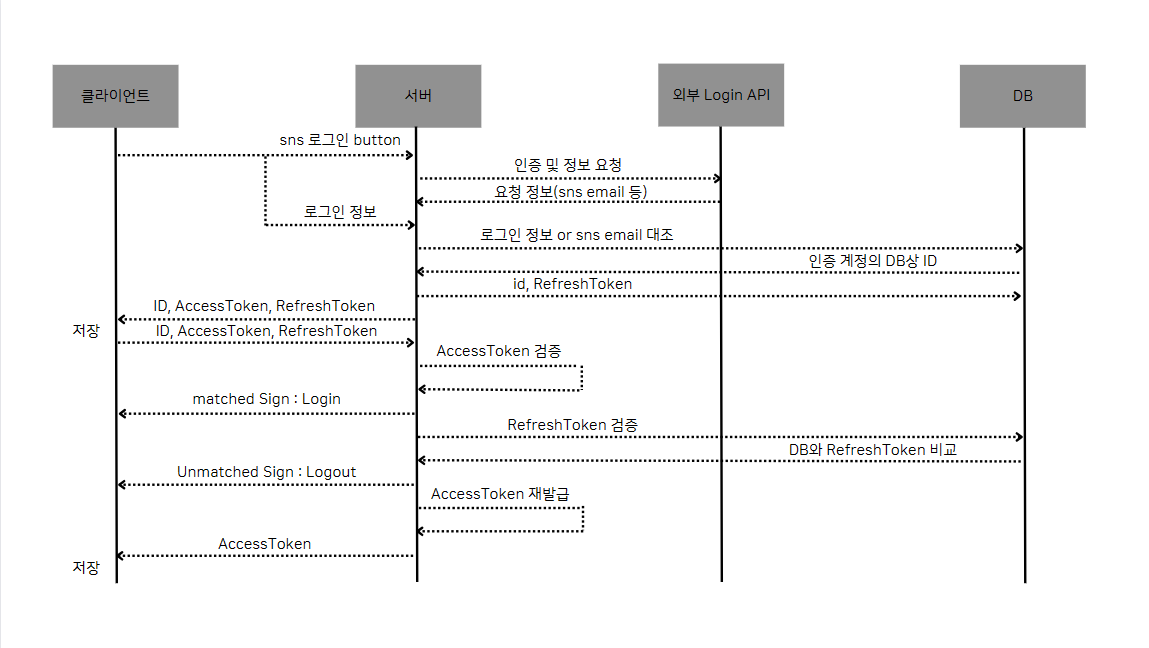 클라이언트
서버
외부 Login API
DB
sns 로그인 button
인증 및 정보 요청
요청 정보(sns email 등)
로그인 정보
로그인 정보 or sns email 대조
인증 계정의 DB상 ID
id, RefreshToken
ID, AccessToken, RefreshToken
저장
ID, AccessToken, RefreshToken
AccessToken 검증
matched Sign : Login
RefreshToken 검증
DB와 RefreshToken 비교
Unmatched Sign : Logout
AccessToken 재발급
AccessToken
저장